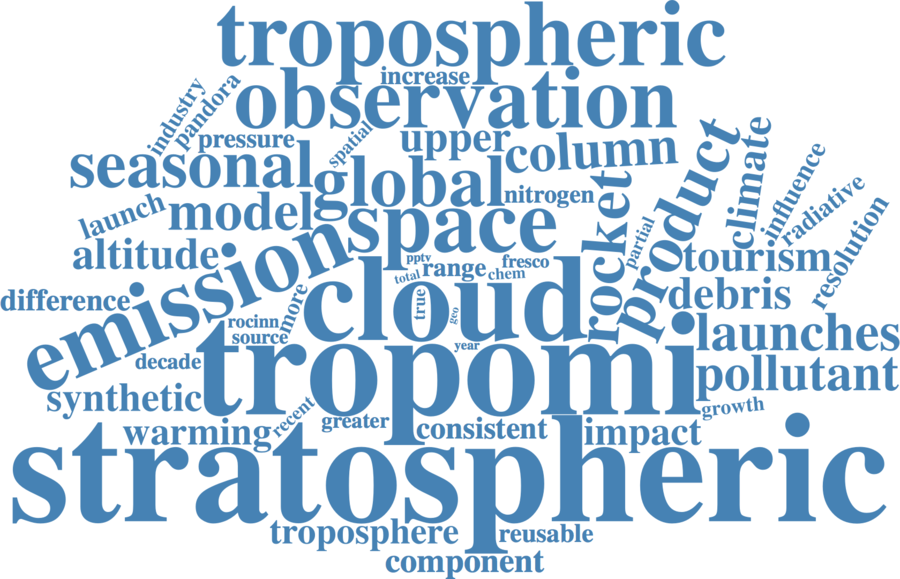 tropospheric
increase
observation
industry
pandora
pressure
spatial
upper
column
seasonal
global
nitrogen
product
climate
influence
radiative
resolution
launch
model
space
rocket
partial
altitude
emission
ppty
fresco
range
chem
total
tourism
difference
more
cloud
true
geo
debris
rocinn
source
year
launches
decade
tropomi
pollutant
synthetic
recent
greater
growth
warming
consistent
impact
stratospheric
troposphere
reusable
component